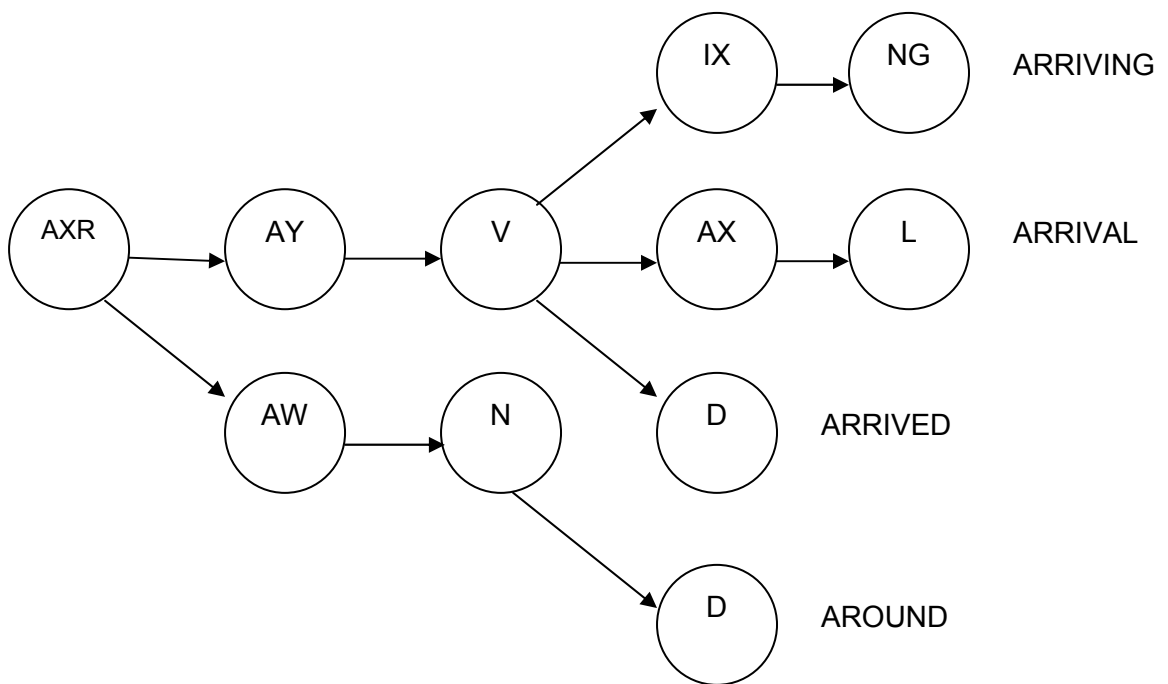 IX NG ARRIVING
AXR AY V AX L ARRIVAL
AW N D ARRIVED
D AROUND